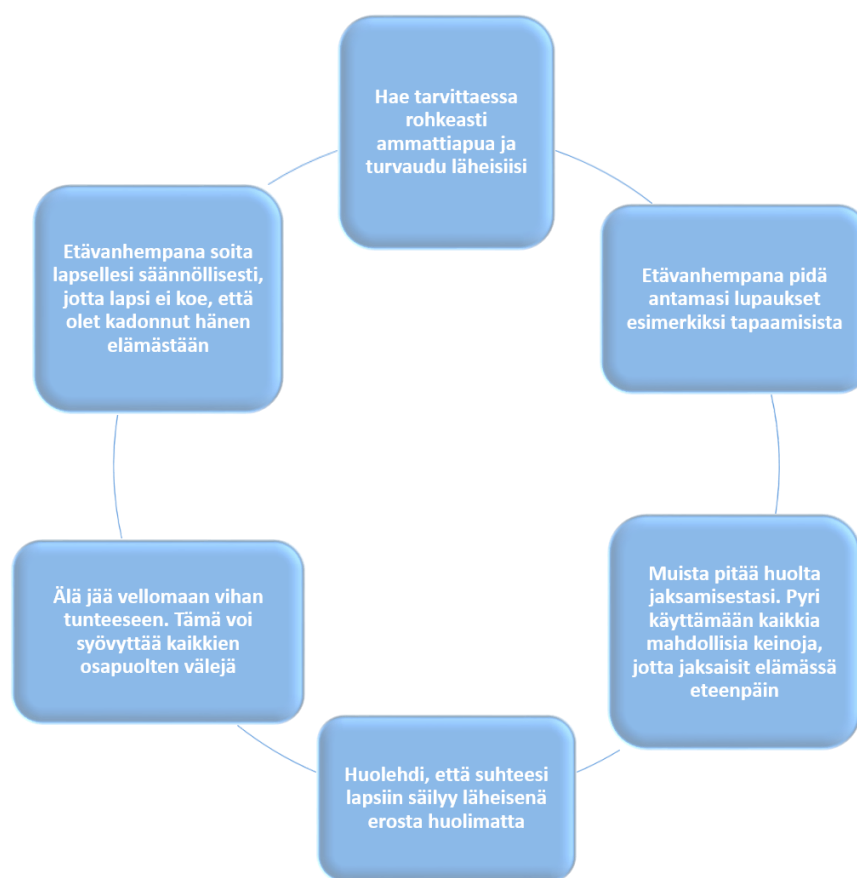 Hae tarvittaessa
rohkeasti
ammattiapua ja
turvaudu läheisiisi
Etävanhempana pidä
antamasi lupaukset
esimerkiksi tapaamisista
Muista pitää huolta
jaksamisestasi. Pyri
käyttämään kaikkia
mahdollisia keinoja,
jotta jaksaisit elämässä
eteenpäin
Huolehdi, että suhteesi
lapsiin säilyy läheisenä
erosta huolimatta
Älä jää vellomaan vihan
tunteeseen. Tämä voi
syövyttää kaikkien
osapuolten välejä
Etävanhempana soita
lapsellesi säännöllisesti,
jotta lapsi ei koe, että
olet kadonnut hänen
elämästään